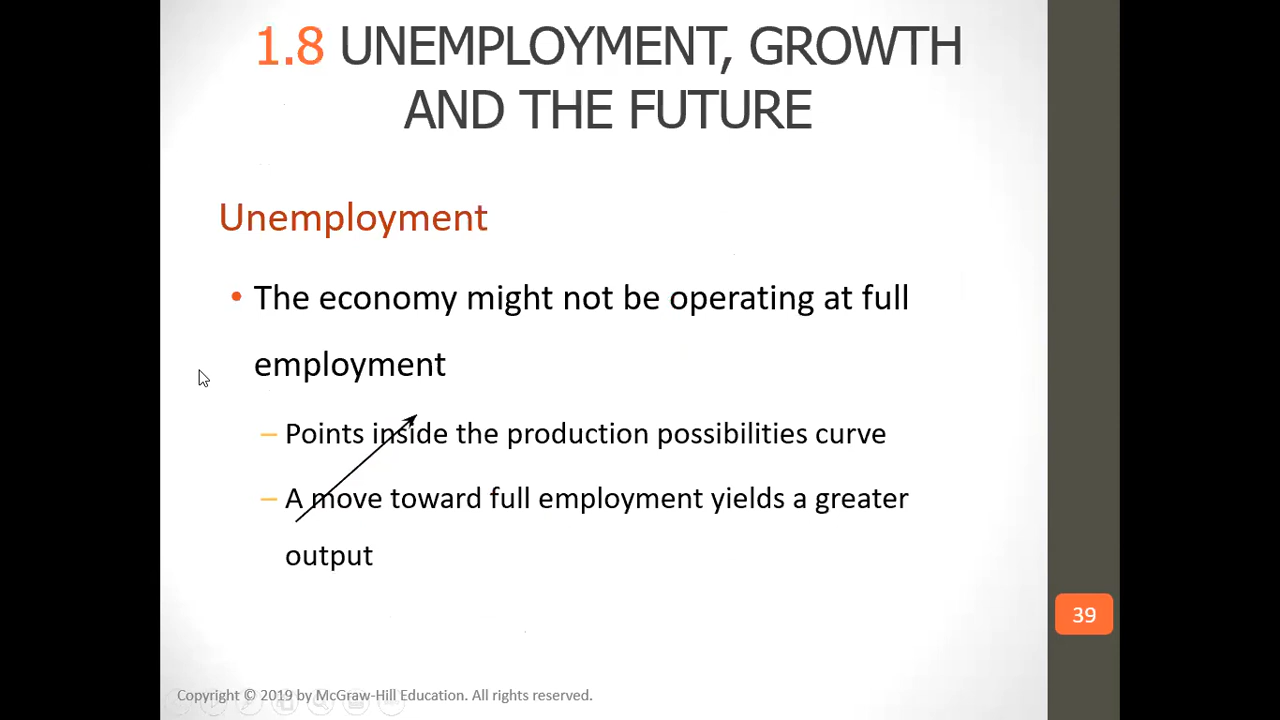 1.8 UNEMPLOYMENT, GROWTH
AND THE FUTURE
Unemployment
• The economy might not be operating at full
employment
– Points inside the production possibilities curve
– A move toward full employment yields a greater
output
39
Copyright © 2019 by McGraw-Hill Education. All rights reserved.